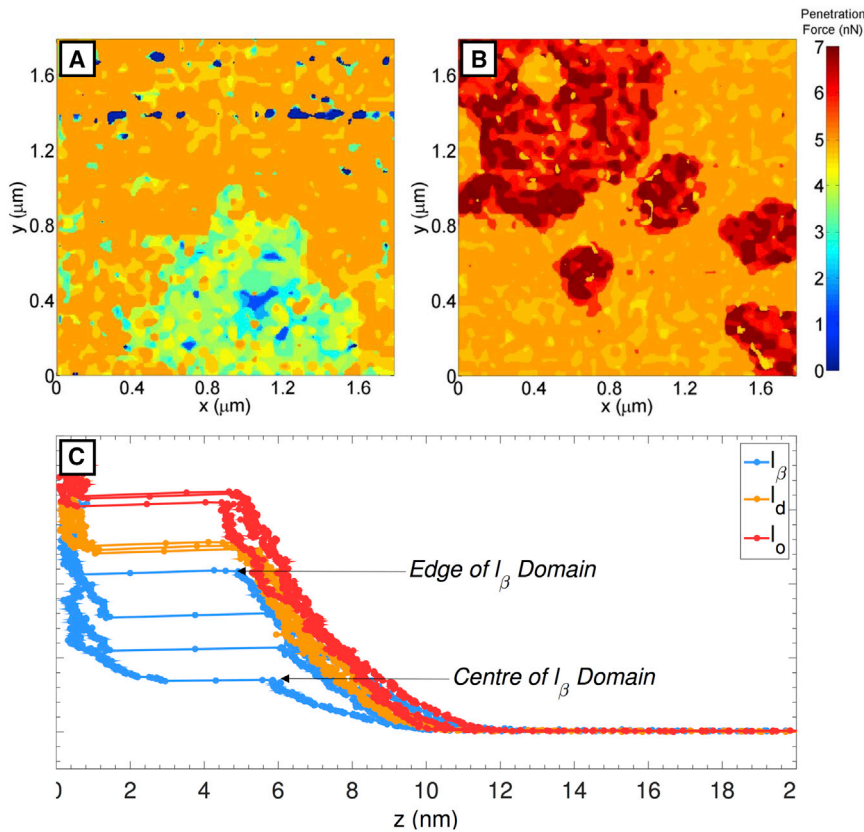 Penetration
Force (nN)
A
B
1.6
1.2
0.8
0.4
0
y (μm)
0
0.4
0.8
1.2
1.6
x (μm)
1.6
1.2
0.8
0.4
0
y (μm)
0
0.4
0.8
1.2
1.6
x (μm)
7
6
5
4
3
2
1
0
C
lβ
ld
lo
Edge of lβ Domain
Centre of lβ Domain
0 2 4 6 8 10 12 14 16 18 2
z (nm)